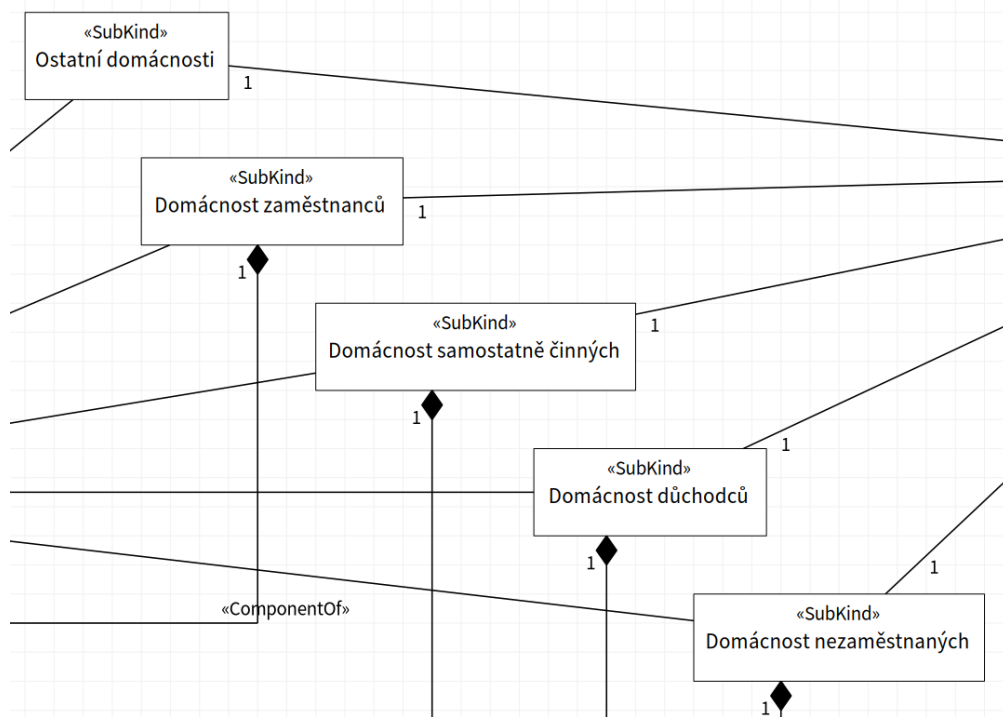 «SubKind»
Ostatní domácnosti
1
«SubKind»
Domácnost zaměstnanců
1
1
«SubKind»
Domácnost samostatně činných
1
1
«SubKind»
Domácnost důchodců
1
1
«ComponentOf»
«SubKind»
Domácnost nezaměstnaných
1
1